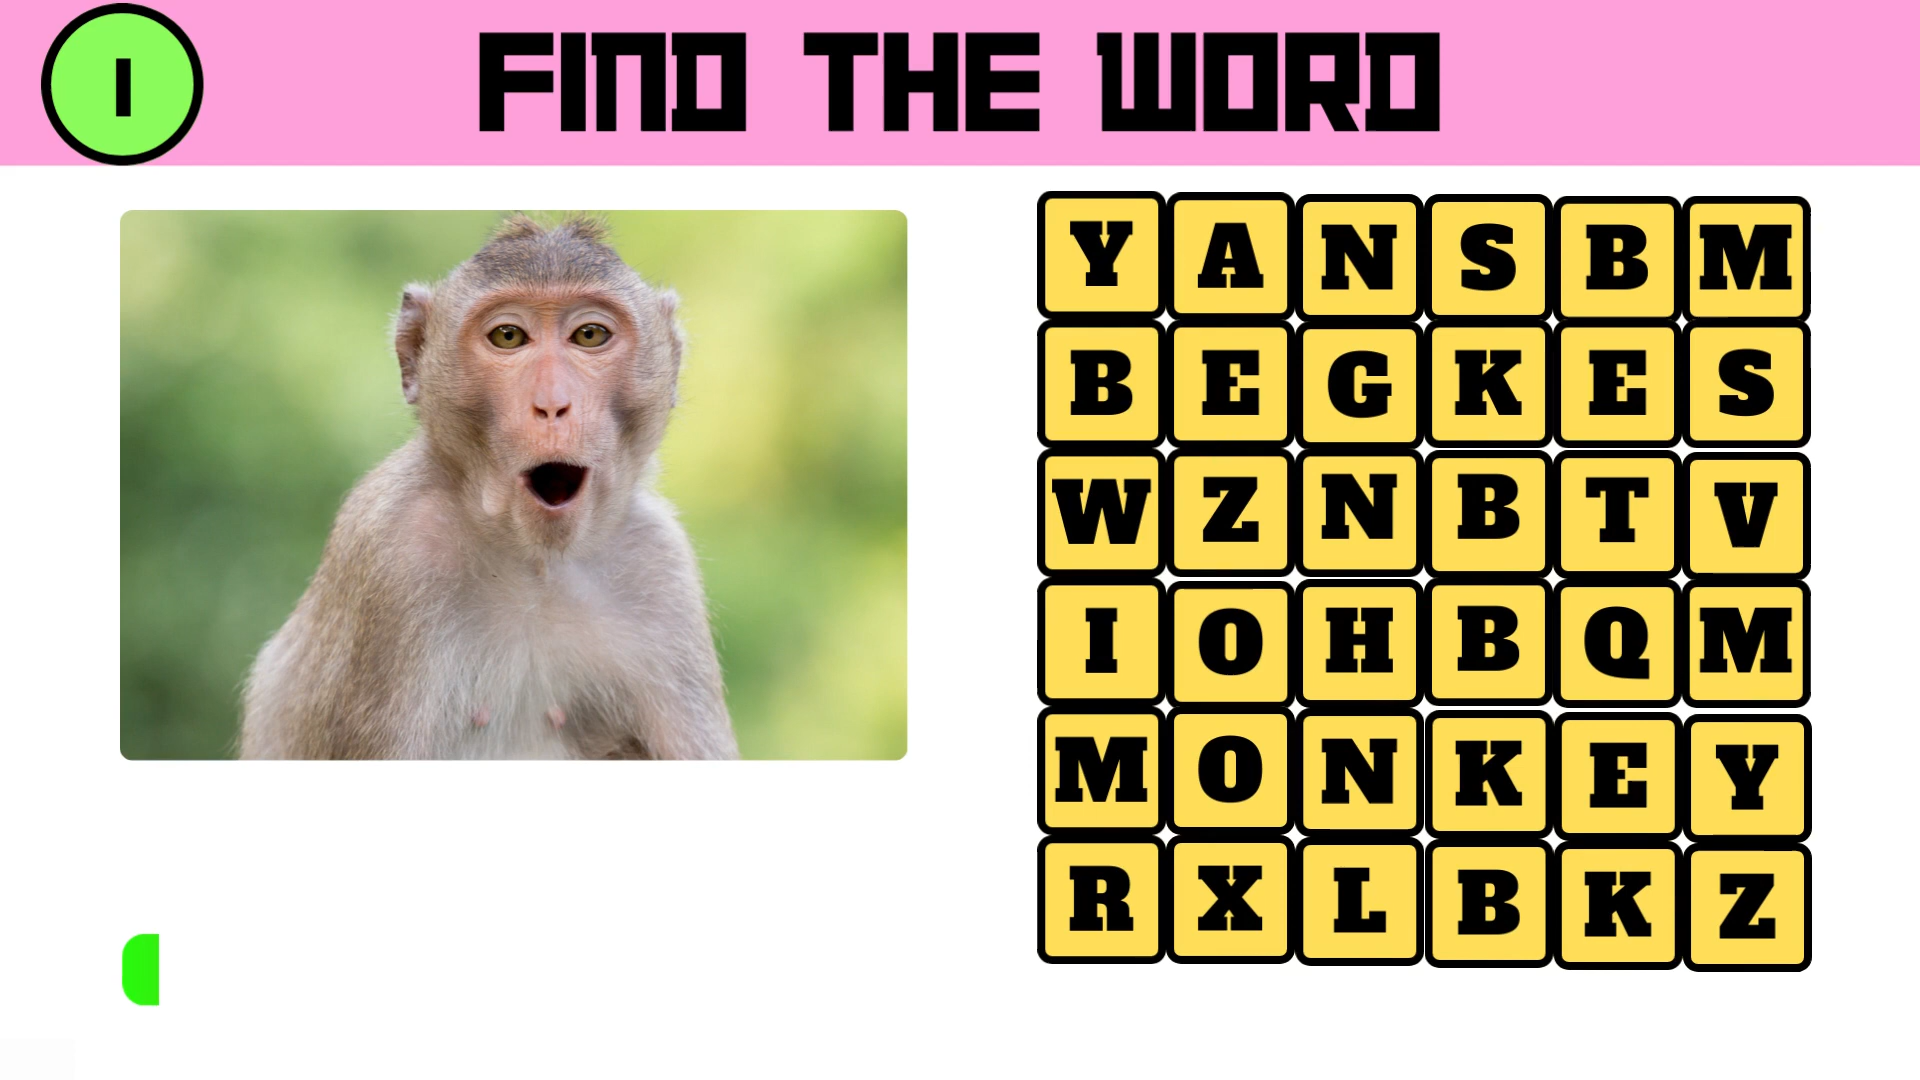 1
FIND THE WORD
Y A N S B M
B E G K E S
W Z N B T V
I O H B Q M
M O N K E Y
R X L B K Z